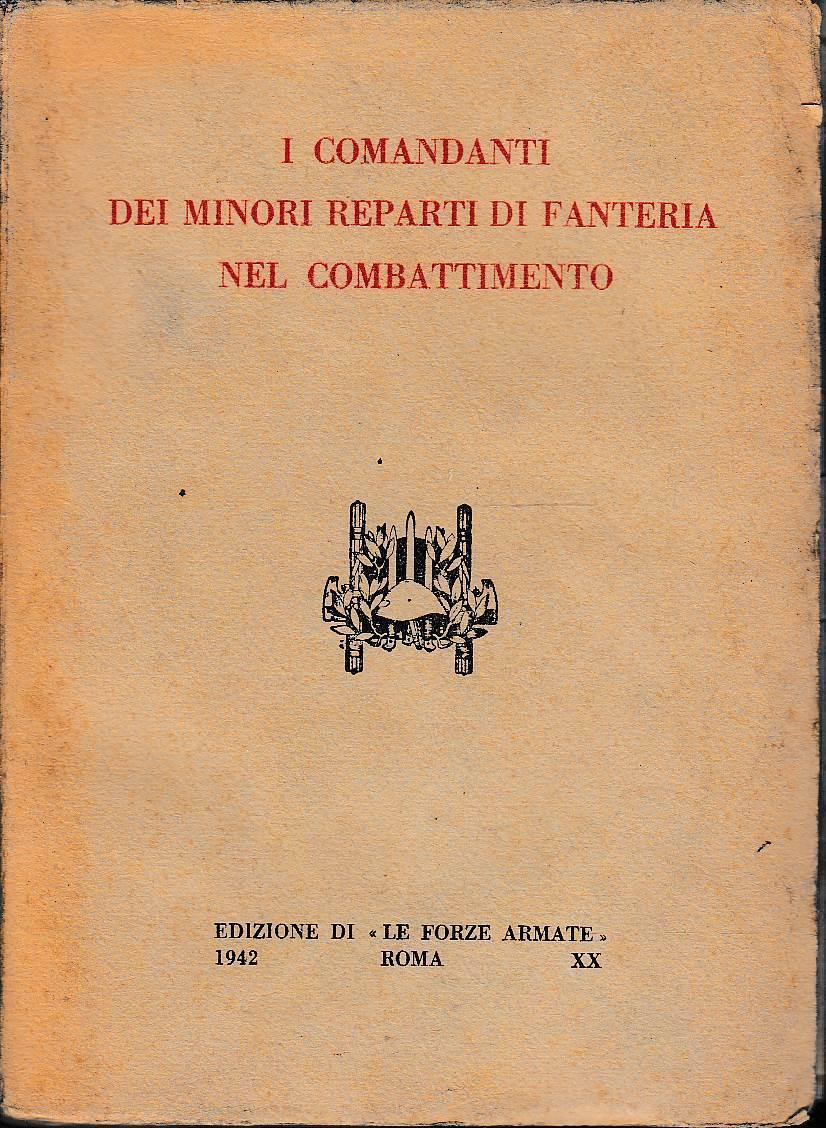 I COMANDANTI
DEI MINORI REPARTI DI FANTERIA
NEL COMBATTIMENTO
EDIZIONE DI « LE FORZE ARMATE »
1942 ROMA XX